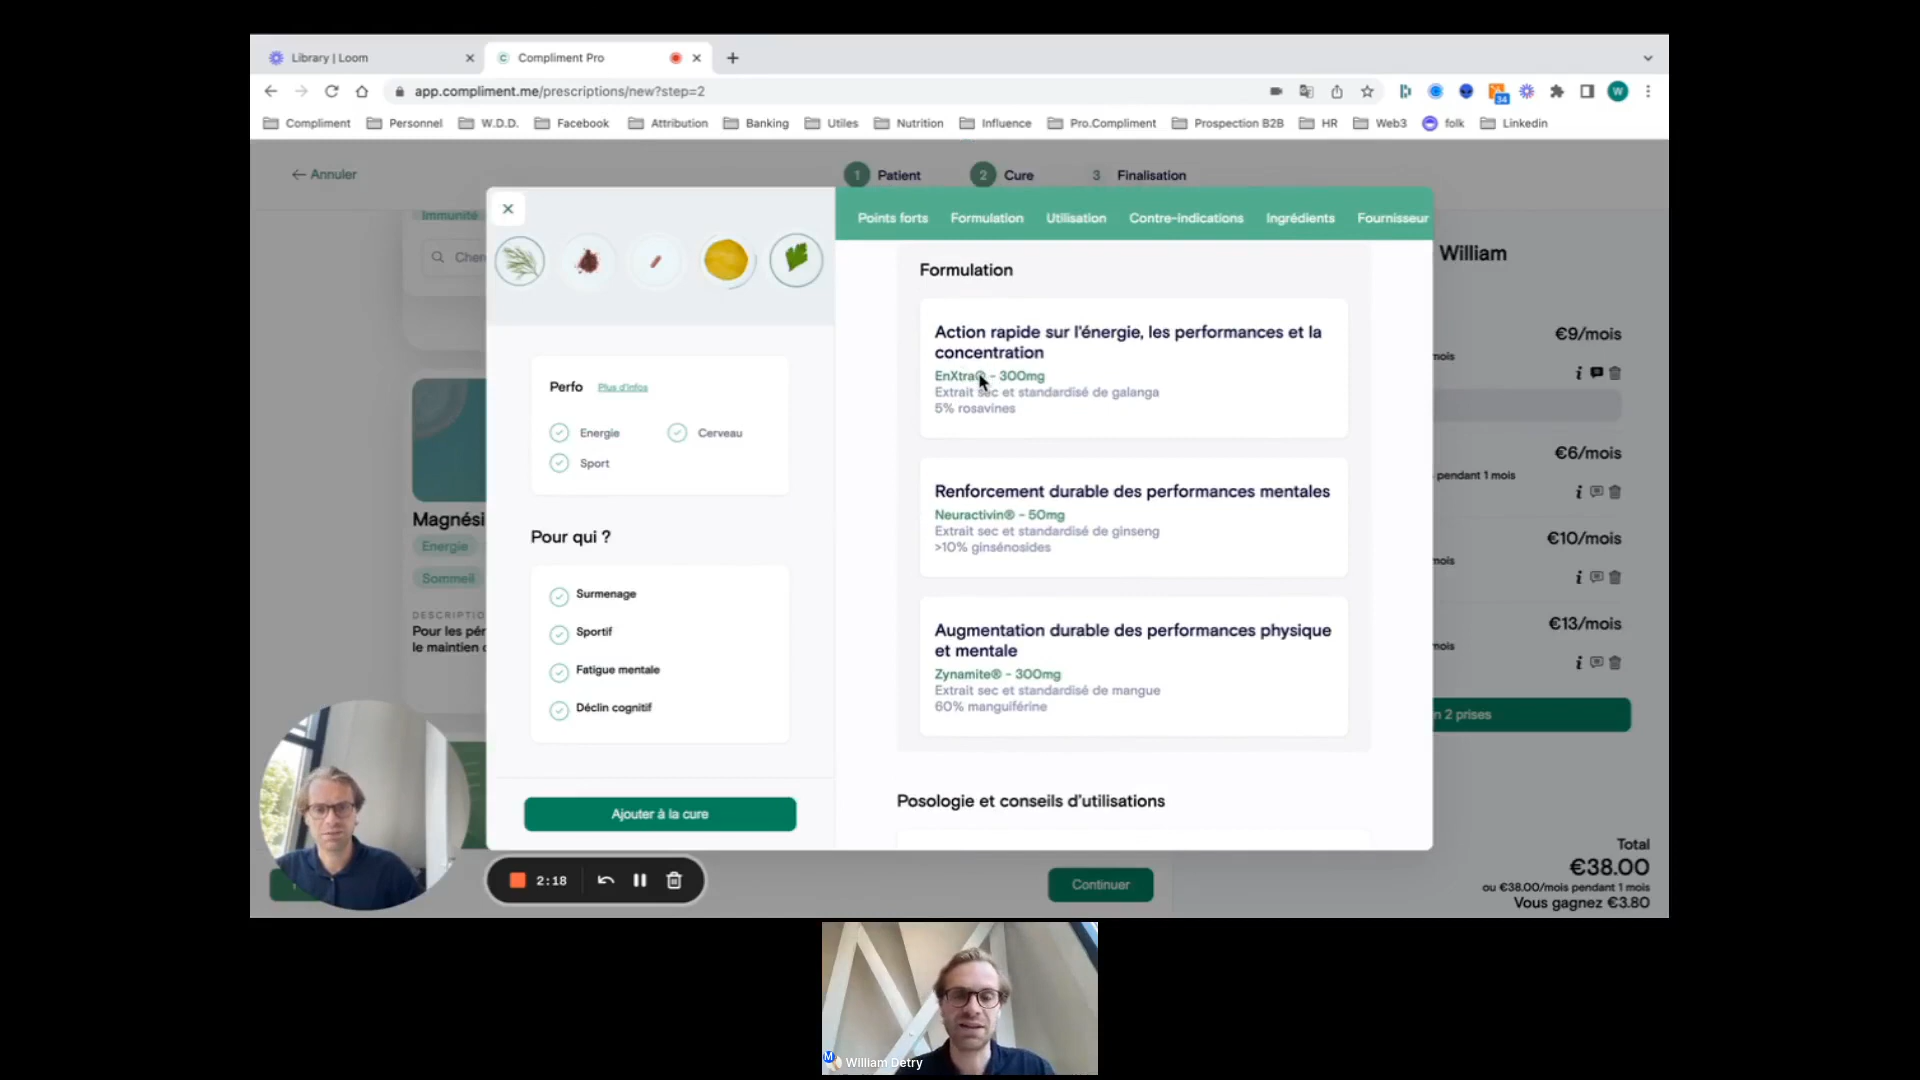 Library | Loom
Compliment Pro
app.compliment.me/prescriptions/new?step=2
34
W
Compliment
Personnel
W.D.D.
Facebook
Attribution
Banking
Utiles
Nutrition
Influence
Pro.Compliment
Prospection B2B
HR
Web3
folk
Linkedin
← Annuler
1 Patient
2 Cure
3 Finalisation
Immunité
Cher
Magnési
Energie
Sommeil
DESCRIPTIO
Pour les pér
le maintien
Perfo Plus d'infos
Energie
Cerveau
Sport
Pour qui ?
Surmenage
Sportif
Fatigue mentale
Déclin cognitif
Ajouter à la cure
Points forts
Formulation
Utilisation
Contre-indications
Ingrédients
Fournisseur
Formulation
Action rapide sur l'énergie, les performances et la
concentration
EnXtra® - 300mg
Extrait sec et standardisé de galanga
5% rosavines
Renforcement durable des performances mentales
Neuractivin® - 50mg
Extrait sec et standardisé de ginseng
>10% ginsénosides
Augmentation durable des performances physique
et mentale
Zynamite® - 300mg
Extrait sec et standardisé de mangue
60% manguiférine
Posologie et conseils d'utilisations
William
€9/mois
mois
€6/mois
pendant 1 mois
€10/mois
mois
€13/mois
mois
n 2 prises
Total
€38.00
ou €38.00/mois pendant 1 mois
Vous gagnez €3.80
2:18
Continuer
William Detry